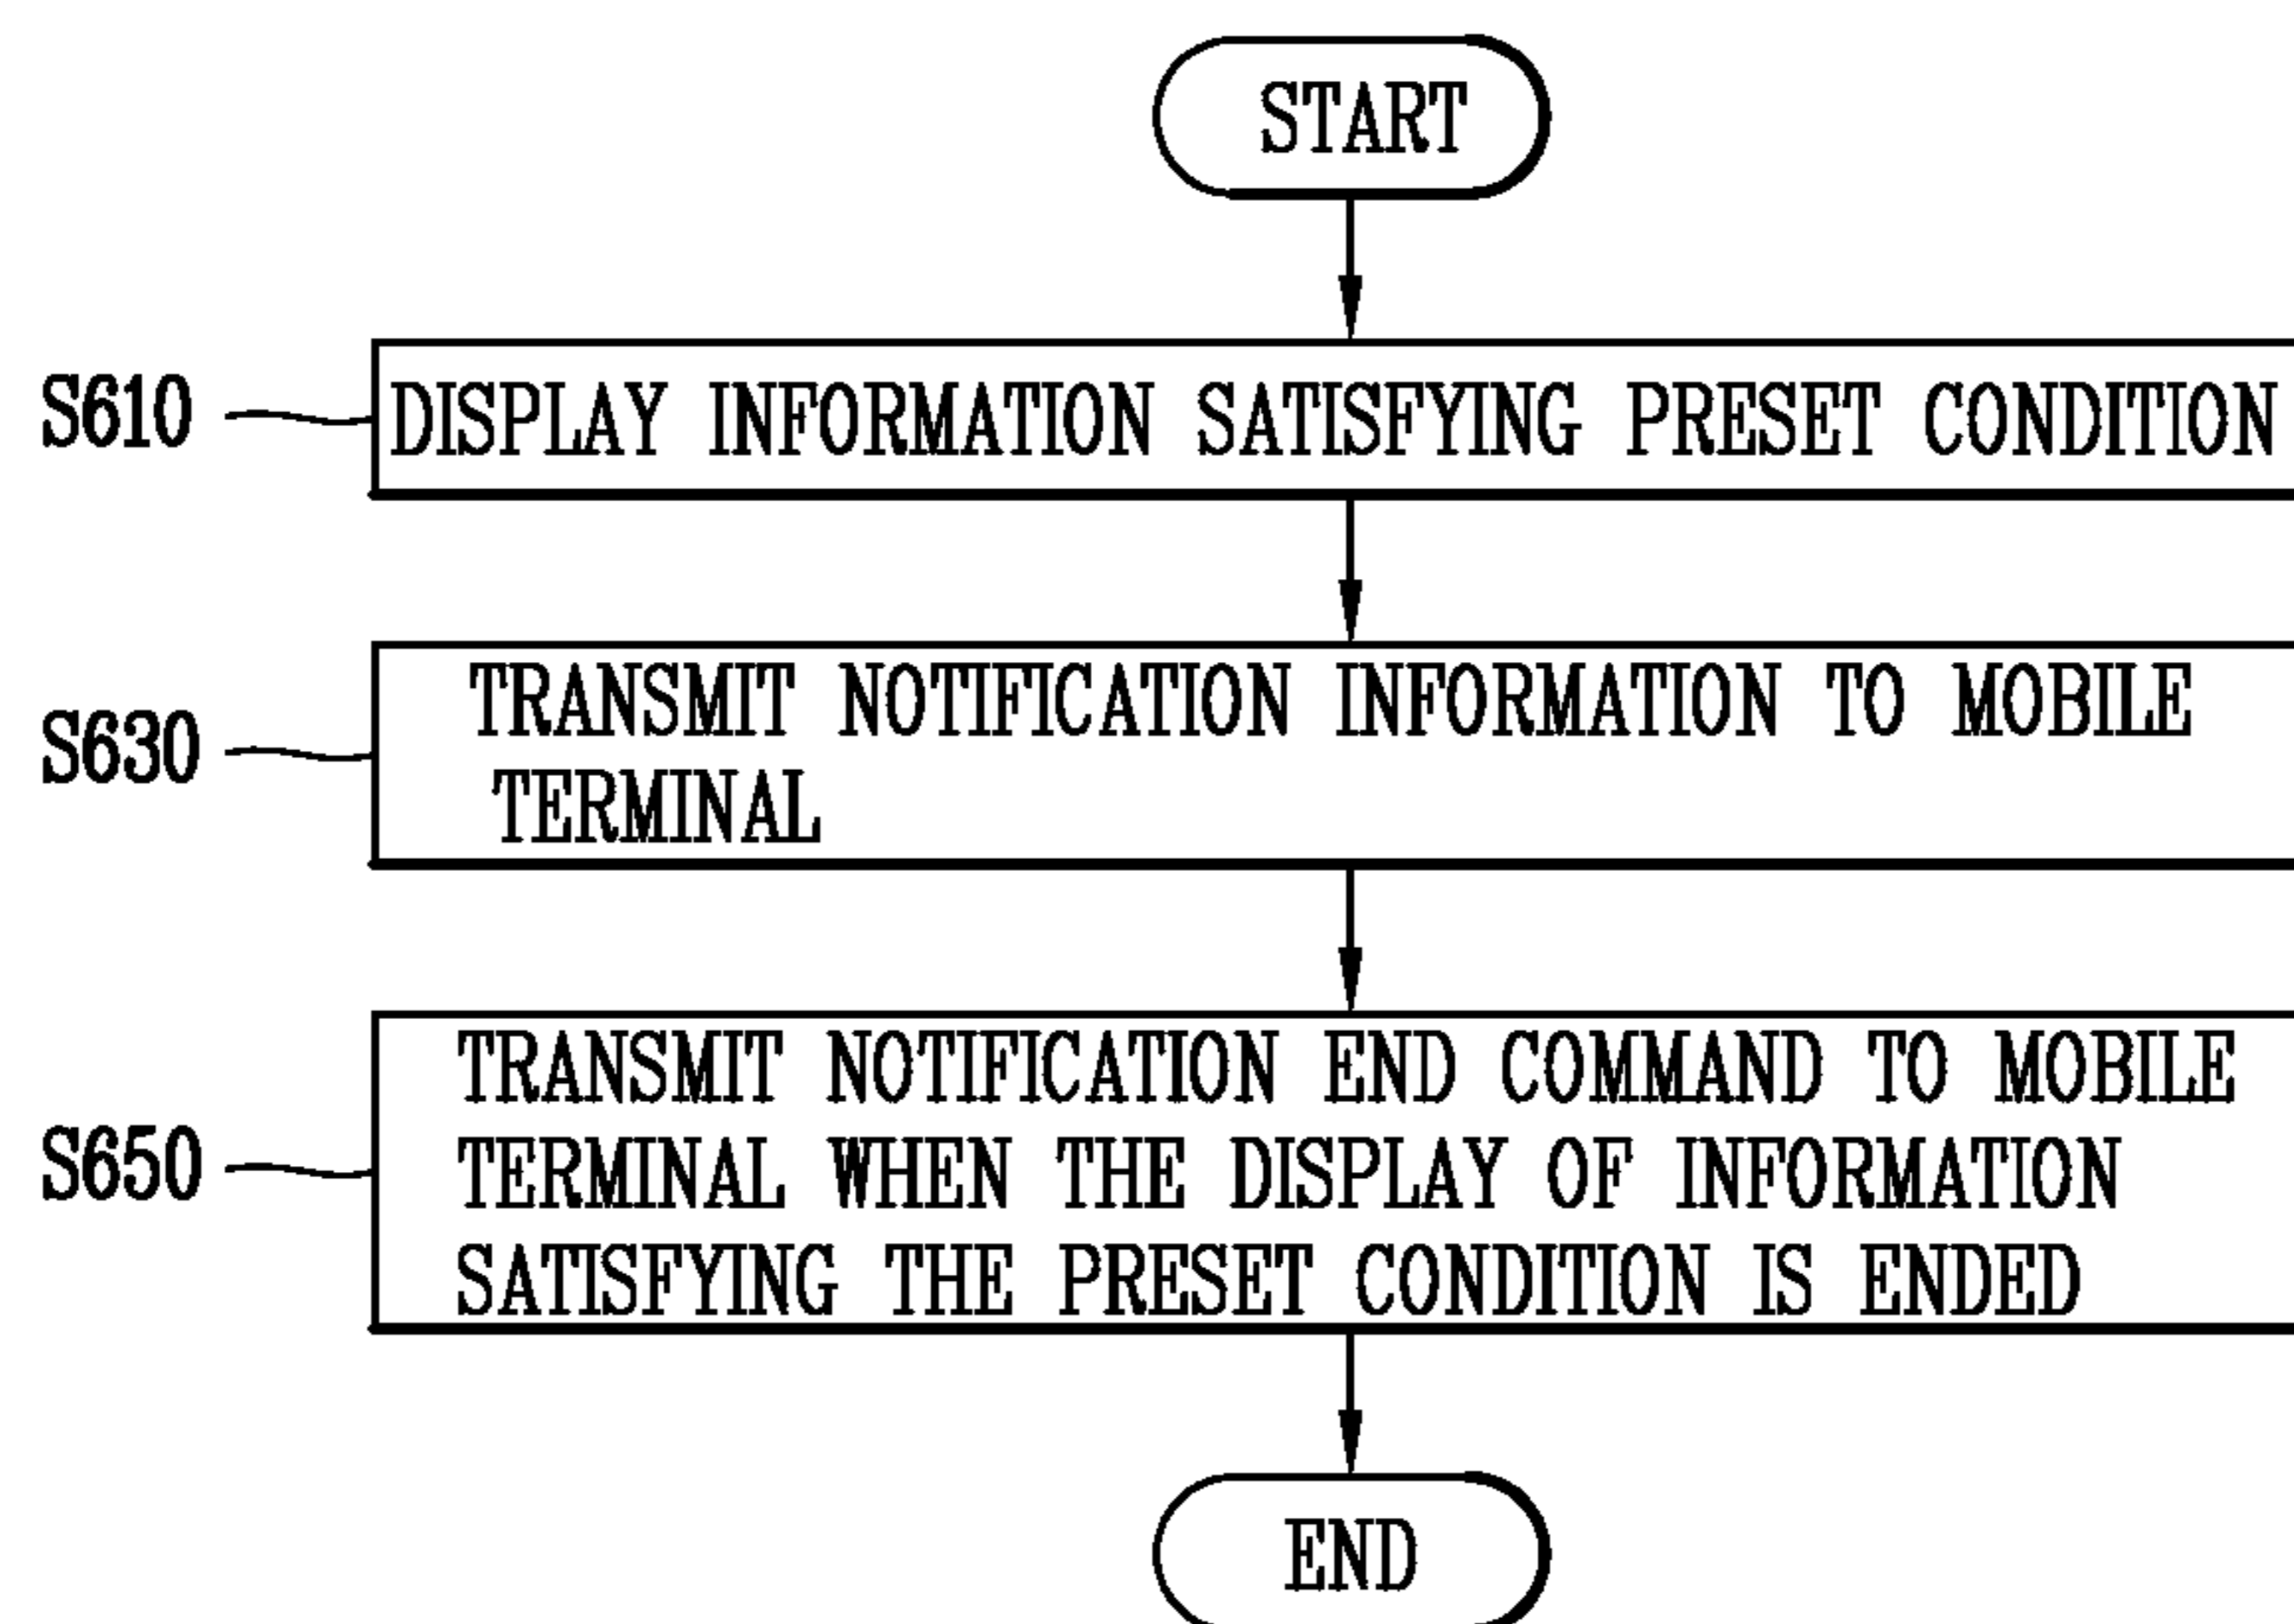 START
S610
DISPLAY INFORMATION SATISFYING PRESET CONDITION
S630
TRANSMIT NOTIFICATION INFORMATION TO MOBILE
TERMINAL
S650
TRANSMIT NOTIFICATION END COMMAND TO MOBILE
TERMINAL WHEN THE DISPLAY OF INFORMATION
SATISFYING THE PRESET CONDITION IS ENDED
END